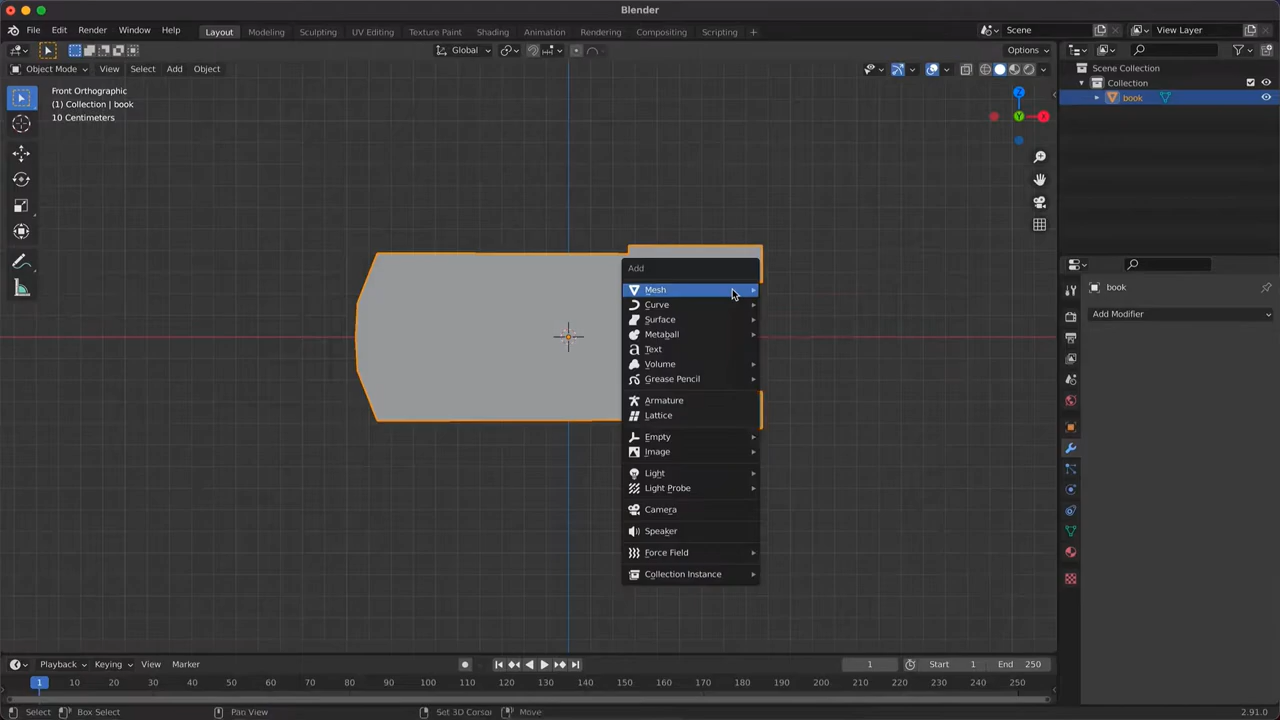 Blender
File Edit Render Window Help Layout Modeling Sculpting UV Editing Texture Paint Shading Animation Rendering Compositing Scripting + Scene View Layer
Global Options
Object Mode View Select Add Object
Scene Collection
Collection
book
Front Orthographic
(1) Collection | book
10 Centimeters
Z
Y
X
Add
Mesh
Curve
Surface
Metaball
Text
Volume
Grease Pencil
Armature
Lattice
Empty
Image
Light
Light Probe
Camera
Speaker
Force Field
Collection Instance
book
Add Modifier
Playback Keying View Marker 1 Start 1 End 250
1 10 20 30 40 50 60 70 80 90 100 110 120 130 140 150 160 170 180 190 200 210 220 230 240 250
Select Box Select Pan View Set 3D Cursor Move 2.91.0